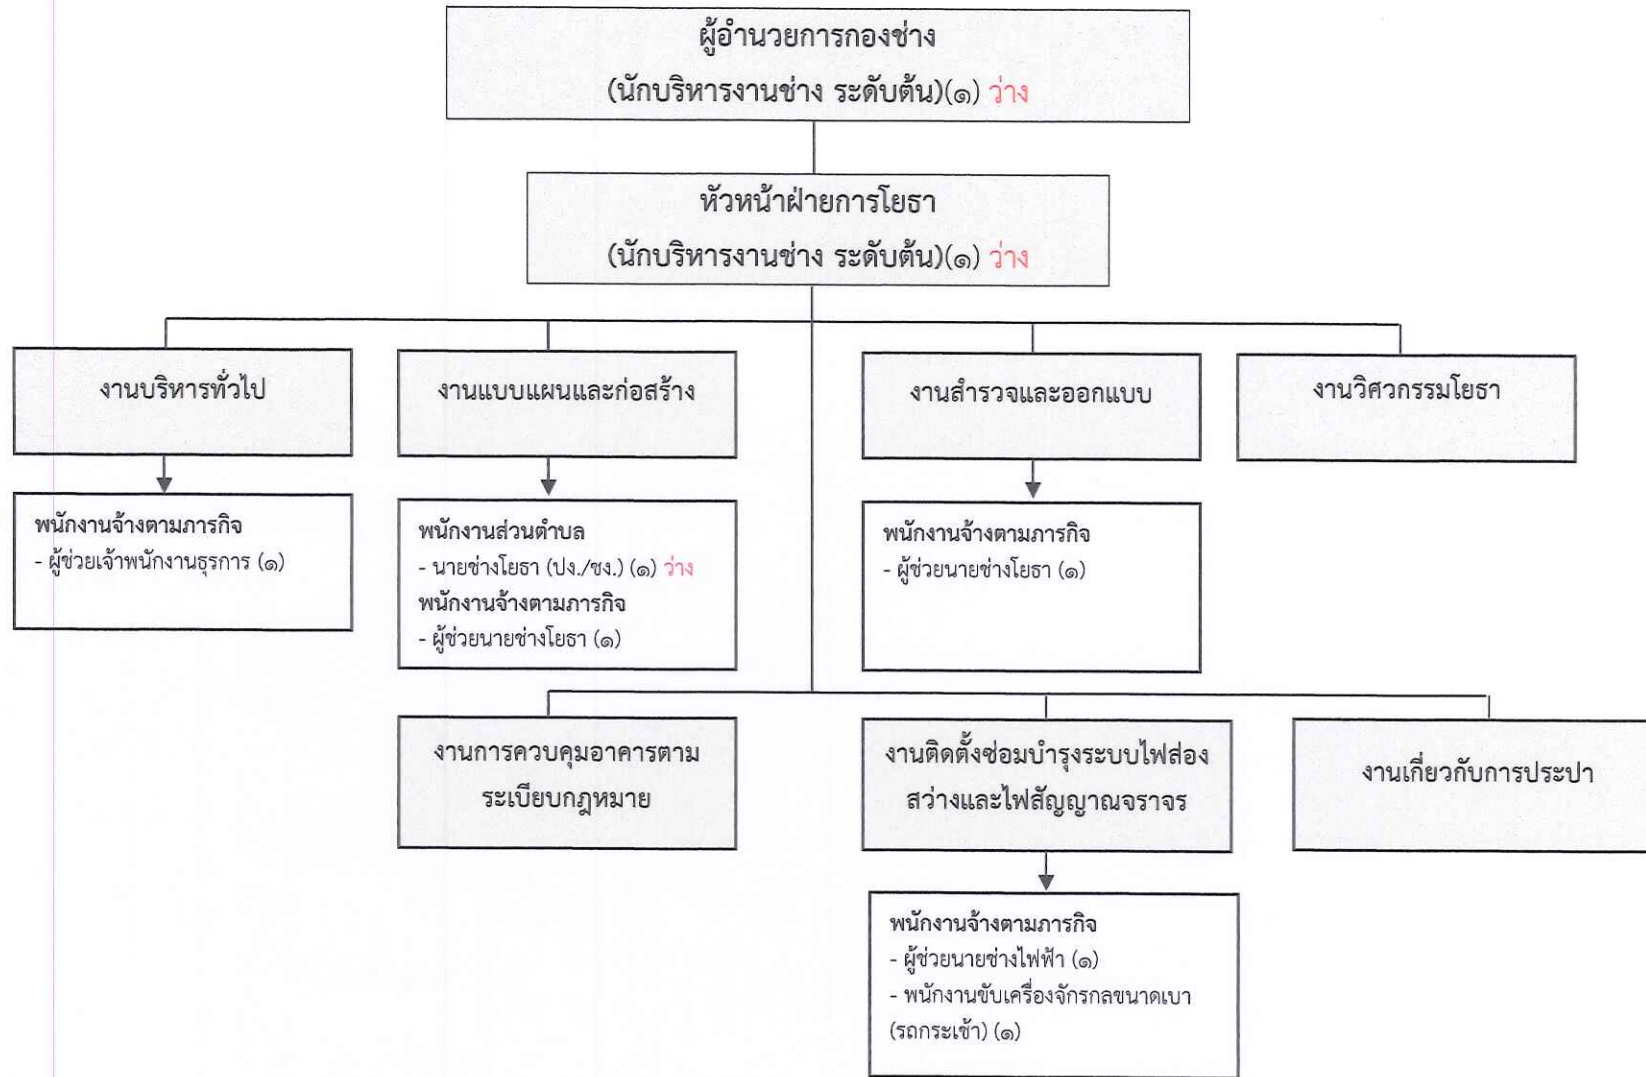 ผู้อำนวยการกองช่าง
(นักบริหารงานช่าง ระดับต้น)(๑) ว่าง
หัวหน้าฝ่ายการโยธา
(นักบริหารงานช่าง ระดับต้น)(๑) ว่าง
งานบริหารทั่วไป
งานแบบแผนและก่อสร้าง
งานสำรวจและออกแบบ
งานวิศวกรรมโยธา
พนักงานจ้างตามภารกิจ
- ผู้ช่วยเจ้าพนักงานธุรการ (๑)
พนักงานส่วนตำบล
- นายช่างโยธา (ปง./ชง.) (๑) ว่าง
พนักงานจ้างตามภารกิจ
- ผู้ช่วยนายช่างโยธา (๑)
พนักงานจ้างตามภารกิจ
- ผู้ช่วยนายช่างโยธา (๑)
งานการควบคุมอาคารตาม
ระเบียบกฎหมาย
งานติดตั้งซ่อมบำรุงระบบไฟส่อง
สว่างและไฟสัญญาณจราจร
งานเกี่ยวกับการประปา
พนักงานจ้างตามภารกิจ
- ผู้ช่วยนายช่างไฟฟ้า (๑)
- พนักงานขับเครื่องจักรกลขนาดเบา
(รถกระเช้า) (๑)